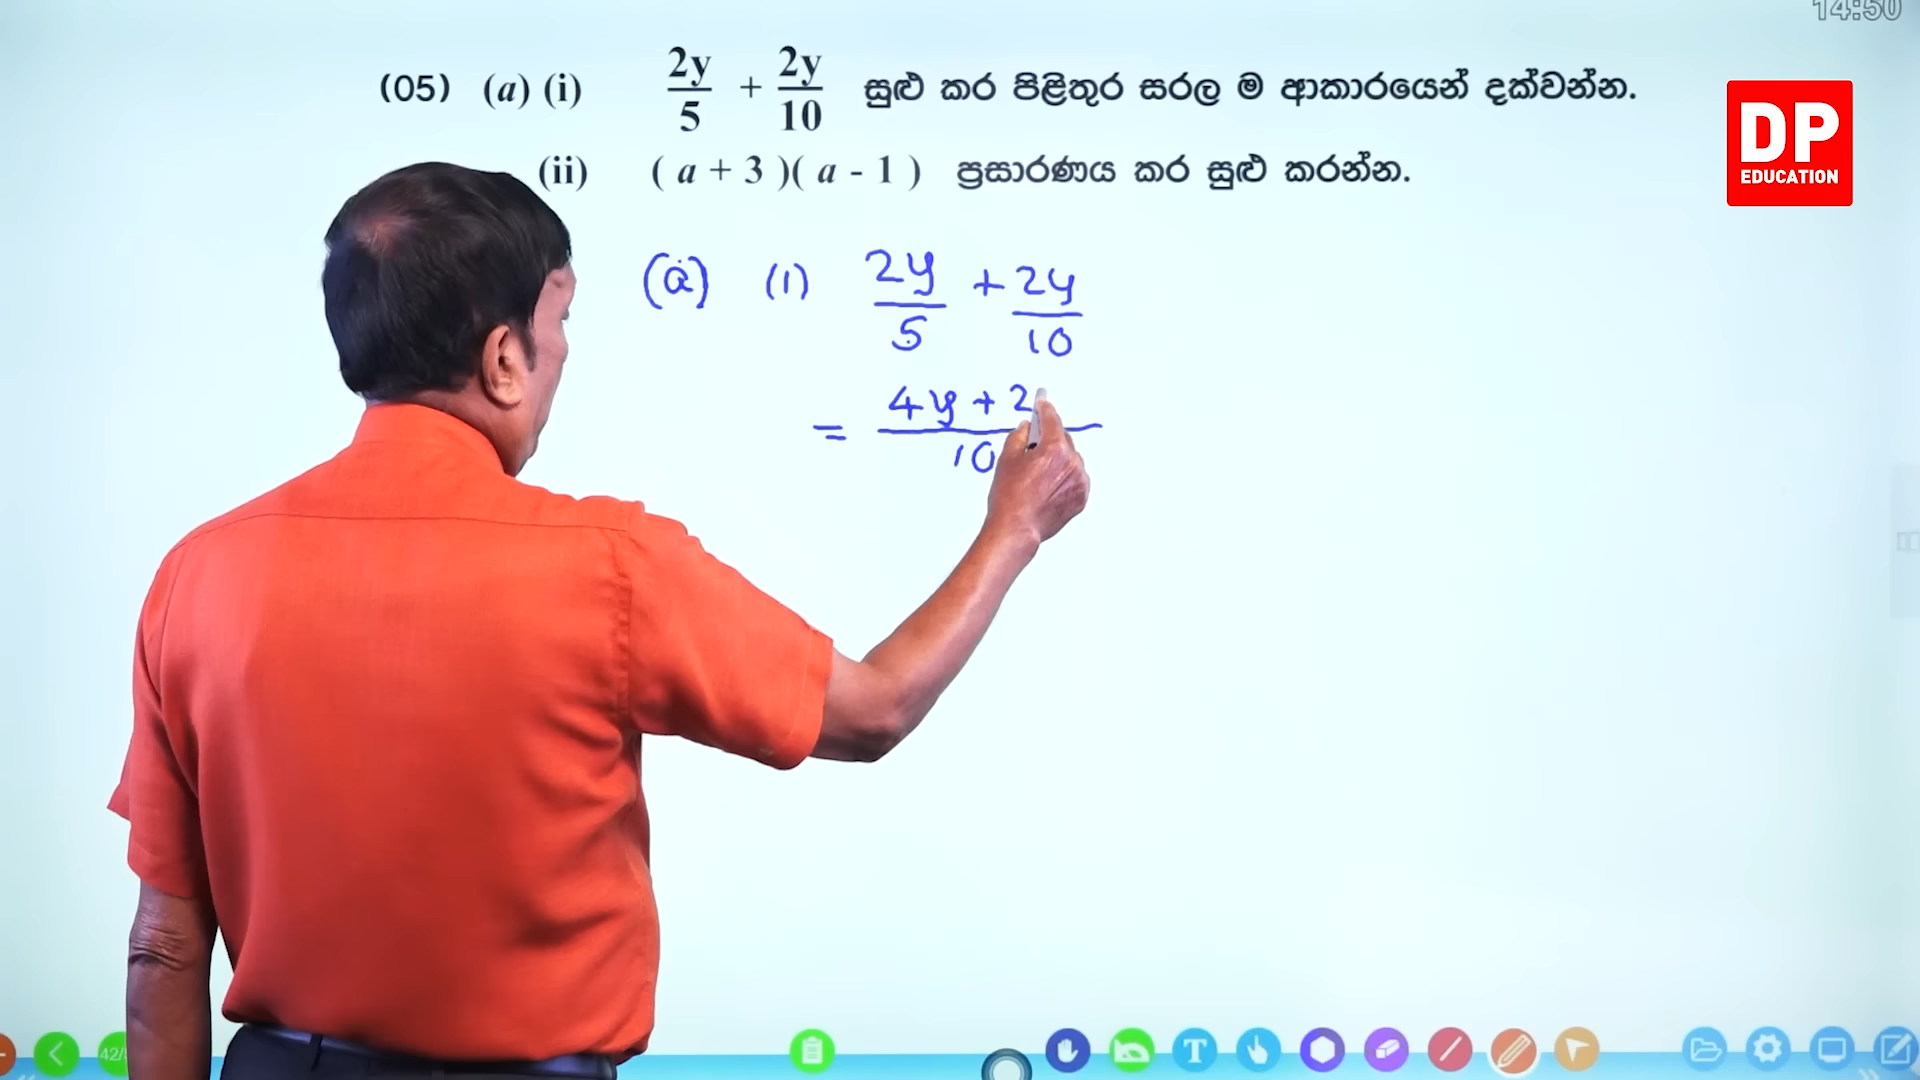 14:50
(05) (a) (i) 2y/5 + 2y/10 සුළු කර පිළිතුර සරල ම ආකාරයෙන් දක්වන්න.
(ii) ( a + 3 )( a - 1 ) ප්‍රසාරණය කර සුළු කරන්න.
DP
EDUCATION
(a) (i) 2y/5 + 2y/10
= 4y + 2
10
42/
T